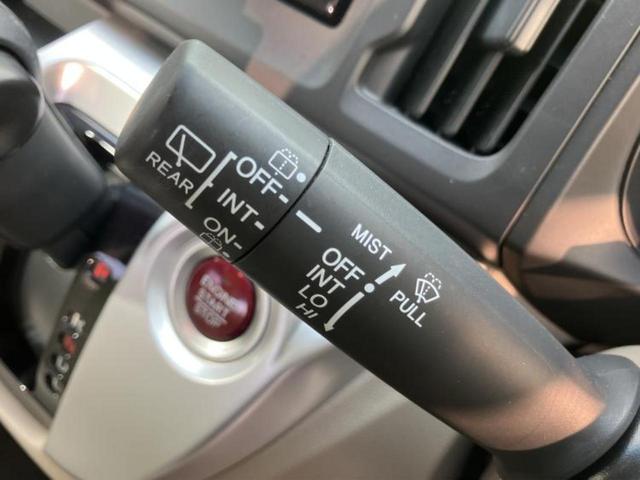 REAR
OFF-
INT-
ON-
MIST
OFF
INT
LO
HI
PULL